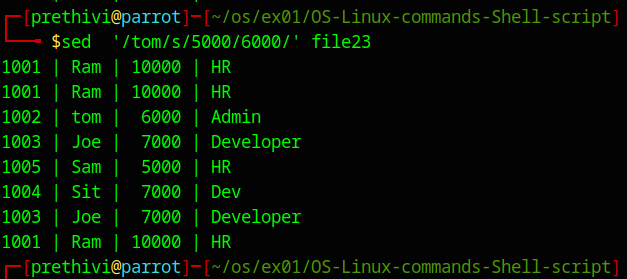 ┌─[prethivi@parrot]─[~/os/ex01/OS-Linux-commands-Shell-script]
└──╼ $sed  '/tom/s/5000/6000/' file23
1001 | Ram | 10000 | HR
1001 | Ram | 10000 | HR
1002 | tom |  6000 | Admin
1003 | Joe |  7000 | Developer
1005 | Sam |  5000 | HR
1004 | Sit |  7000 | Dev
1003 | Joe |  7000 | Developer
1001 | Ram | 10000 | HR
┌─[prethivi@parrot]─[~/os/ex01/OS-Linux-commands-Shell-script]